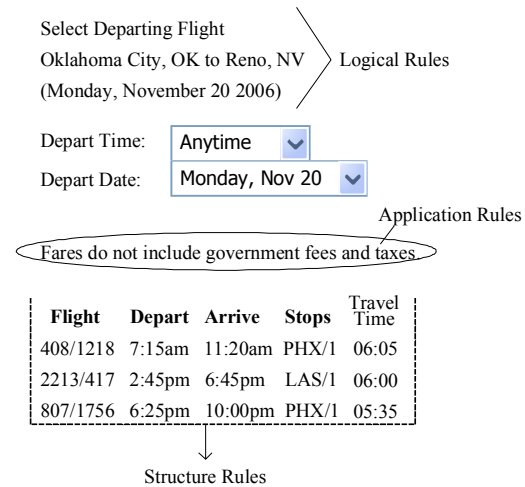 Select Departing Flight
Oklahoma City, OK to Reno, NV
Logical Rules
(Monday, November 20 2006)
Depart Time: Anytime
Depart Date: Monday, Nov 20
Application Rules
Fares do not include government fees and taxes.
Flight Depart Arrive Stops Travel Time
408/1218 7:15am 11:20am PHX/1 06:05
2213/417 2:45pm 6:45pm LAS/1 06:00
807/1756 6:25pm 10:00pm PHX/1 05:35
Structure Rules